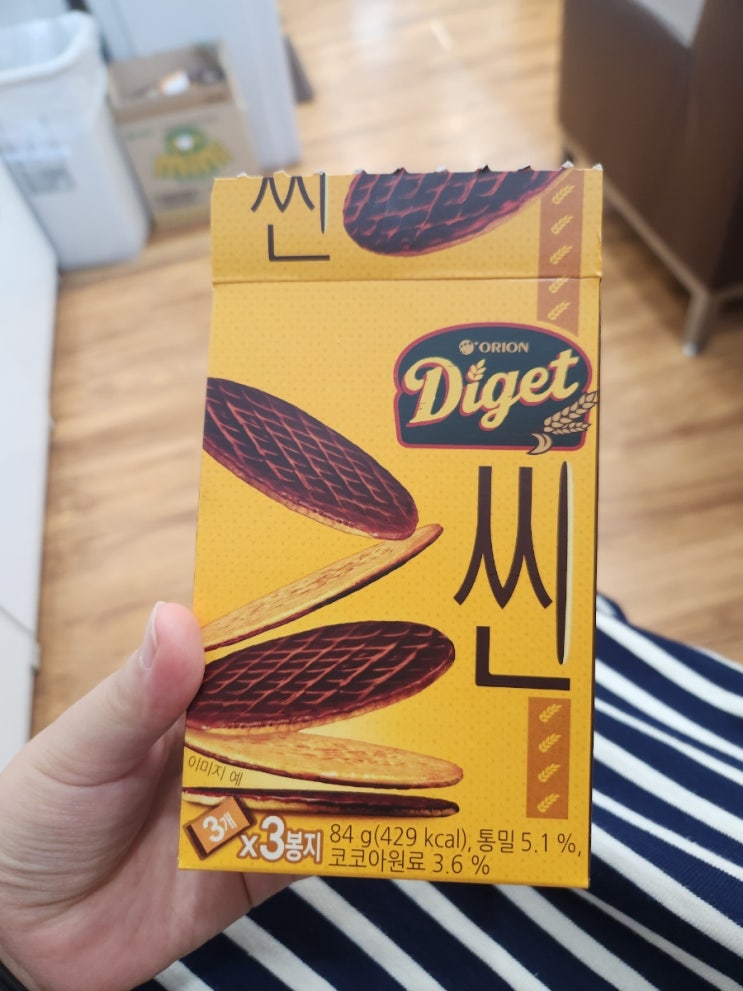 씬
ORION
Diget
씬
이미지 예
3개
x3봉지
84 g(429 kcal), 통밀 5.1 %,
코코아원료 3.6 %